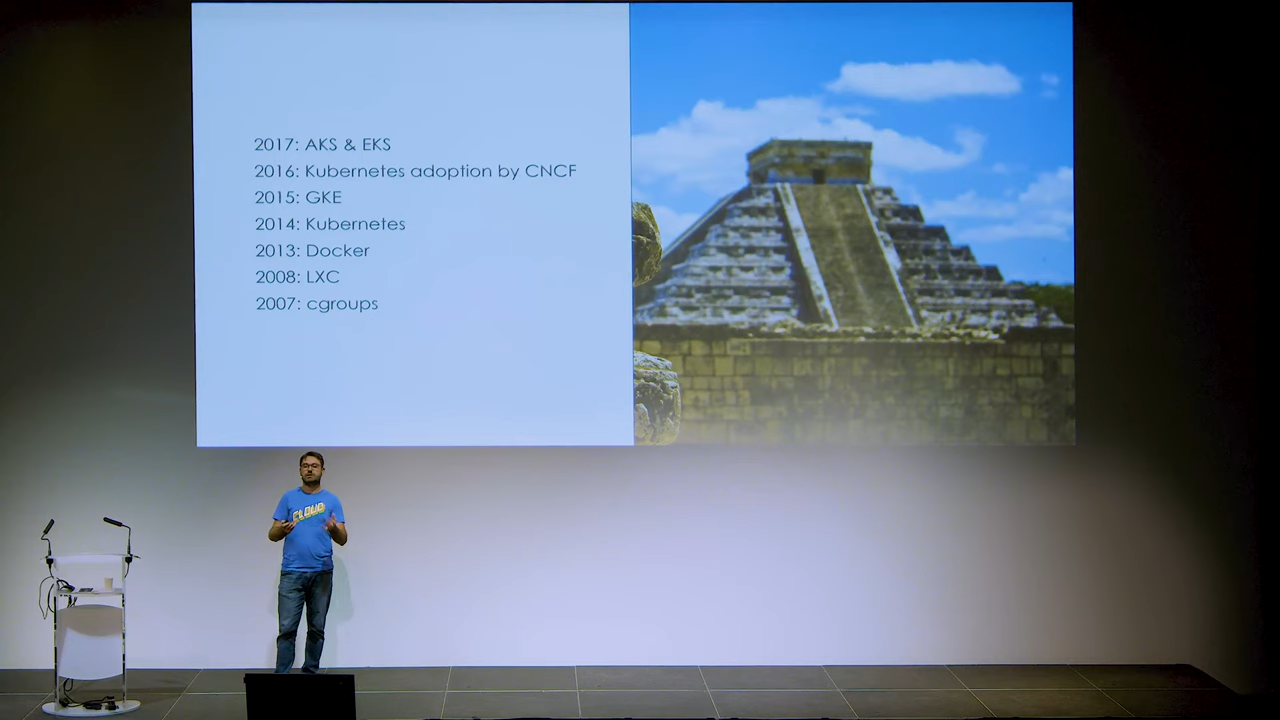 2017: AKS & EKS
2016: Kubernetes adoption by CNCF
2015: GKE
2014: Kubernetes
2013: Docker
2008: LXC
2007: cgroups
CLOUD